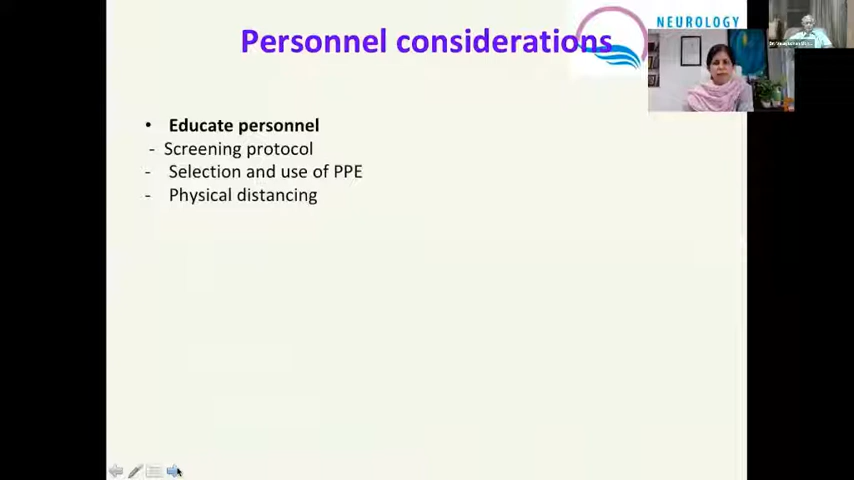 Personnel considerations
NEUROLOGY
• Educate personnel
- Screening protocol
- Selection and use of PPE
- Physical distancing